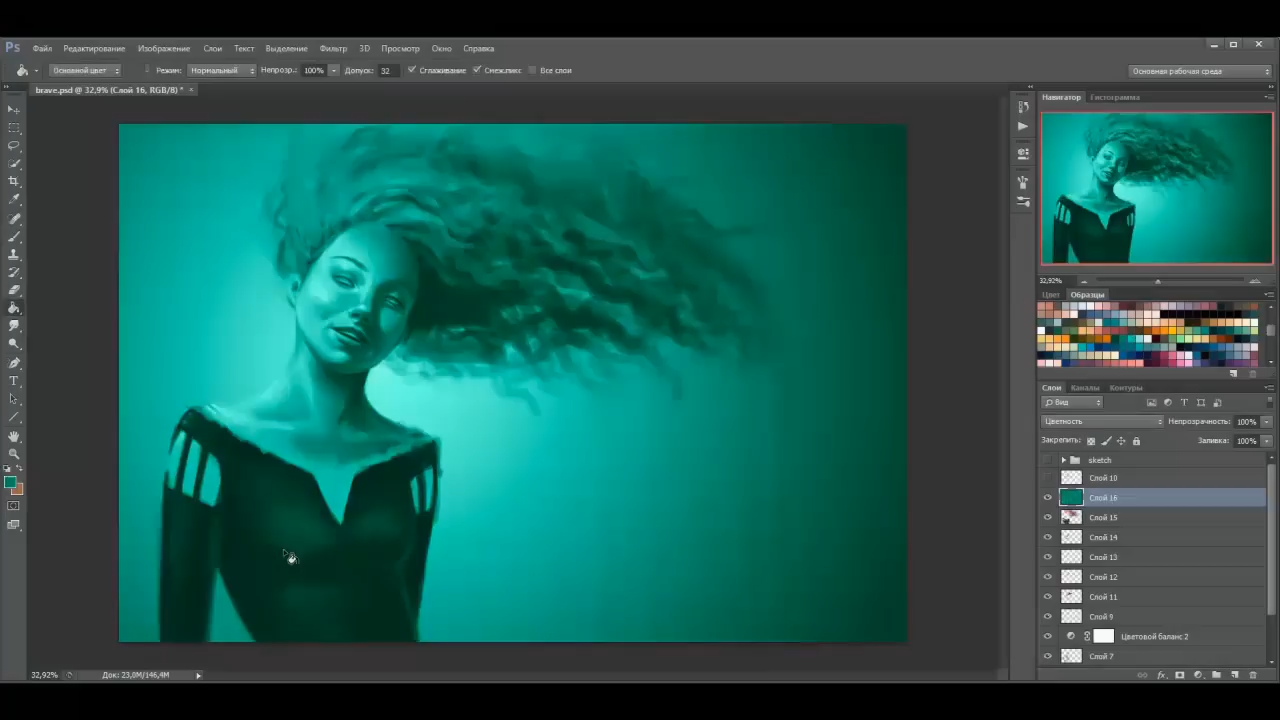 Ps Файл Редактирование Изображение Слои Текст Выделение Фильтр 3D Просмотр Окно Справка
Основной цвет Режим: Нормальный Непрозр.: 100% Допуск: 32 Сглаживание Смеж.пикс Все слои Основная рабочая среда
brave.psd @ 32,9% (Слой 16, RGB/8) *
Навигатор Гистограмма
32,92%
Цвет Образцы
Слои Каналы Контуры
Вид
Цветность Непрозрачность: 100%
Закрепить: Заливка: 100%
sketch
Слой 10
Слой 16
Слой 15
Слой 14
Слой 13
Слой 12
Слой 11
Слой 9
Цветовой баланс 2
Слой 7
32,92% Док: 23,0M/146,4M